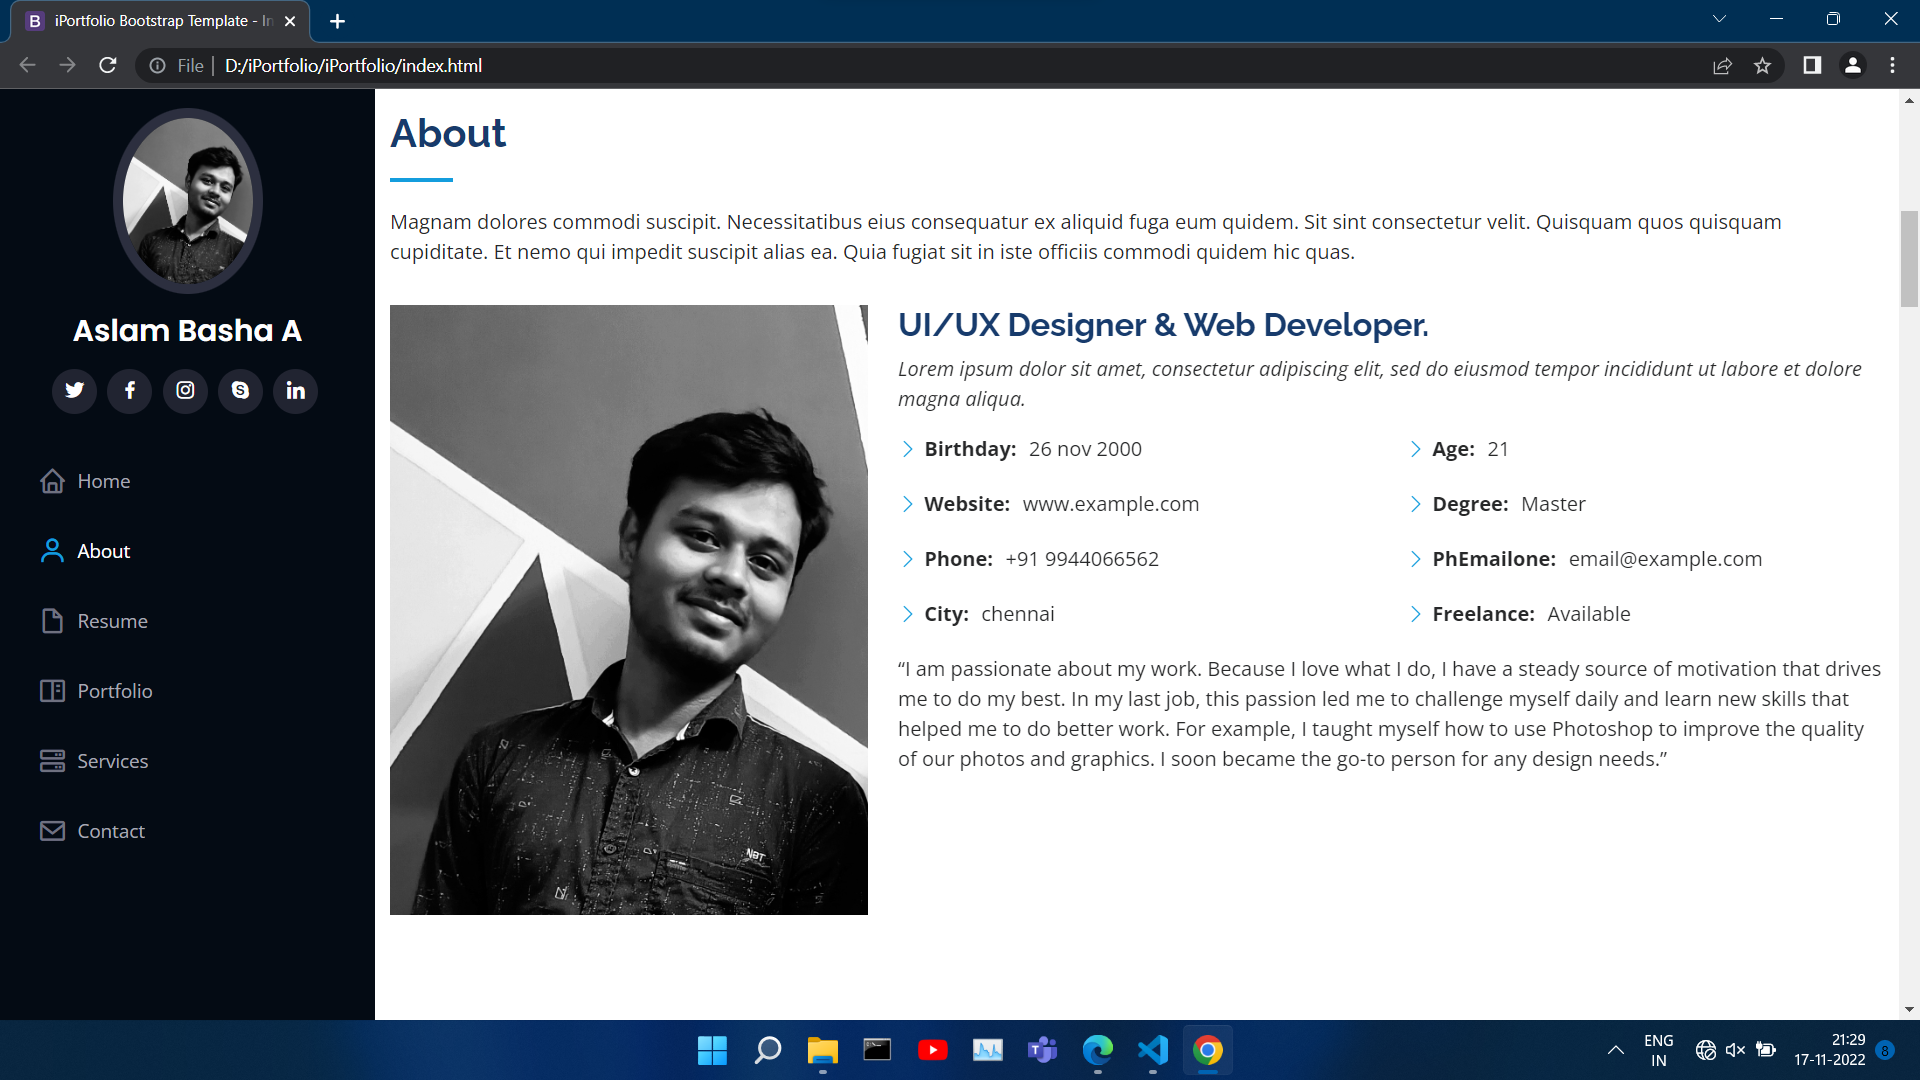 iPortfolio Bootstrap Template - In
File | D:/iPortfolio/iPortfolio/index.html
Aslam Basha A
Home
About
Resume
Portfolio
Services
Contact
About
Magnam dolores commodi suscipit. Necessitatibus eius consequatur ex aliquid fuga eum quidem. Sit sint consectetur velit. Quisquam quos quisquam
cupiditate. Et nemo qui impedit suscipit alias ea. Quia fugiat sit in iste officiis commodi quidem hic quas.
UI/UX Designer & Web Developer.
Lorem ipsum dolor sit amet, consectetur adipiscing elit, sed do eiusmod tempor incididunt ut labore et dolore
magna aliqua.
Birthday: 26 nov 2000
Age: 21
Website: www.example.com
Degree: Master
Phone: +91 9944066562
PhEmailone: email@example.com
City: chennai
Freelance: Available
“I am passionate about my work. Because I love what I do, I have a steady source of motivation that drives
me to do my best. In my last job, this passion led me to challenge myself daily and learn new skills that
helped me to do better work. For example, I taught myself how to use Photoshop to improve the quality
of our photos and graphics. I soon became the go-to person for any design needs.”
NBT
ENG
IN
21:29
17-11-2022
8